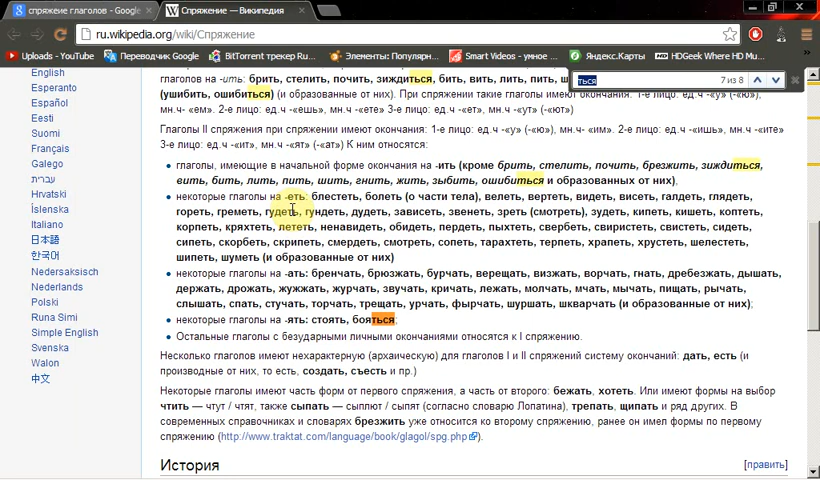 спряжеие глаголов - Google
Спряжение — Википедия
ru.wikipedia.org/wiki/Спряжение
Uploads - YouTube
Переводчик Google
BitTorrent трекер Ru...
Элементы: Популярн...
Smart Videos - умное ...
Яндекс.Карты
HDGeek Where HD Mu...
ться
7 из 8
English
Esperanto
Español
Eesti
Suomi
Français
Galego
עברית
Hrvatski
Íslenska
Italiano
日本語
한국어
Nedersaksisch
Nederlands
Polski
Runa Simi
Simple English
Svenska
Walon
中文
глаголов на -ить: брить, стелить, почить, зиждиться, бить, вить, лить, пить, ш
(ушибить, ошибиться) (и образованных от них). При спряжении такие глаголы имеют окончания: 1-е лицо: ед.ч -«у» (-«ю»),
мн.ч- «ем». 2-е лицо: ед.ч -«ешь», мн.ч -«ете» 3-е лицо: ед.ч -«ет», мн.ч -«ут» (-«ют»)
Глаголы II спряжения при спряжении имеют окончания: 1-е лицо: ед.ч -«у» (-«ю»), мн.ч- «им». 2-е лицо: ед.ч -«ишь», мн.ч -«ите»
3-е лицо: ед.ч -«ит», мн.ч -«ят» (-«ат») К ним относятся:
глаголы, имеющие в начальной форме окончания на -ить (кроме брить, стелить, почить, брезжить, зиждиться,
вить, бить, лить, пить, шить, гнить, жить, зыбить, ошибиться и образованных от них),
некоторые глаголы на -еть: блестеть, болеть (о части тела), велеть, вертеть, видеть, висеть, галдеть, глядеть,
гореть, греметь, гудеть, гундеть, дудеть, зависеть, звенеть, зреть (смотреть), зудеть, кипеть, кишеть, коптеть,
корпеть, кряхтеть, лететь, ненавидеть, обидеть, пердеть, пыхтеть, свербеть, свиристеть, свистеть, сидеть,
сипеть, скорбеть, скрипеть, смердеть, смотреть, сопеть, тарахтеть, терпеть, храпеть, хрустеть, шелестеть,
шипеть, шуметь (и образованные от них)
некоторые глаголы на -ать: бренчать, брюзжать, бурчать, верещать, визжать, ворчать, гнать, дребезжать, дышать,
держать, дрожать, жужжать, журчать, звучать, кричать, лежать, молчать, мчать, мычать, пищать, рычать,
слышать, спать, стучать, торчать, трещать, урчать, фырчать, шуршать, шкварчать (и образованные от них);
некоторые глаголы на -ять: стоять, бояться;
Остальные глаголы с безударными личными окончаниями относятся к I спряжению.
Несколько глаголов имеют нехарактерную (архаическую) для глаголов I и II спряжений систему окончаний: дать, есть (и
производные от них, то есть, создать, съесть и пр.)
Некоторые глаголы имеют часть форм от первого спряжения, а часть от второго: бежать, хотеть. Или имеют формы на выбор
чтить — чтут / чтят, также сыпать — сыплют / сыпят (согласно словарю Лопатина), трепать, щипать и ряд других. В
современных справочниках и словарях брезжить уже относится ко второму спряжению, ранее он имел формы по первому
спряжению (http://www.traktat.com/language/book/glagol/spg.php).
История
[править]